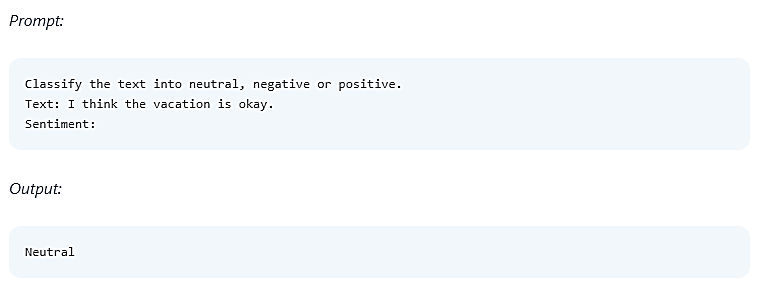 Prompt:
Classify the text into neutral, negative or positive.
Text: I think the vacation is okay.
Sentiment:
Output:
Neutral